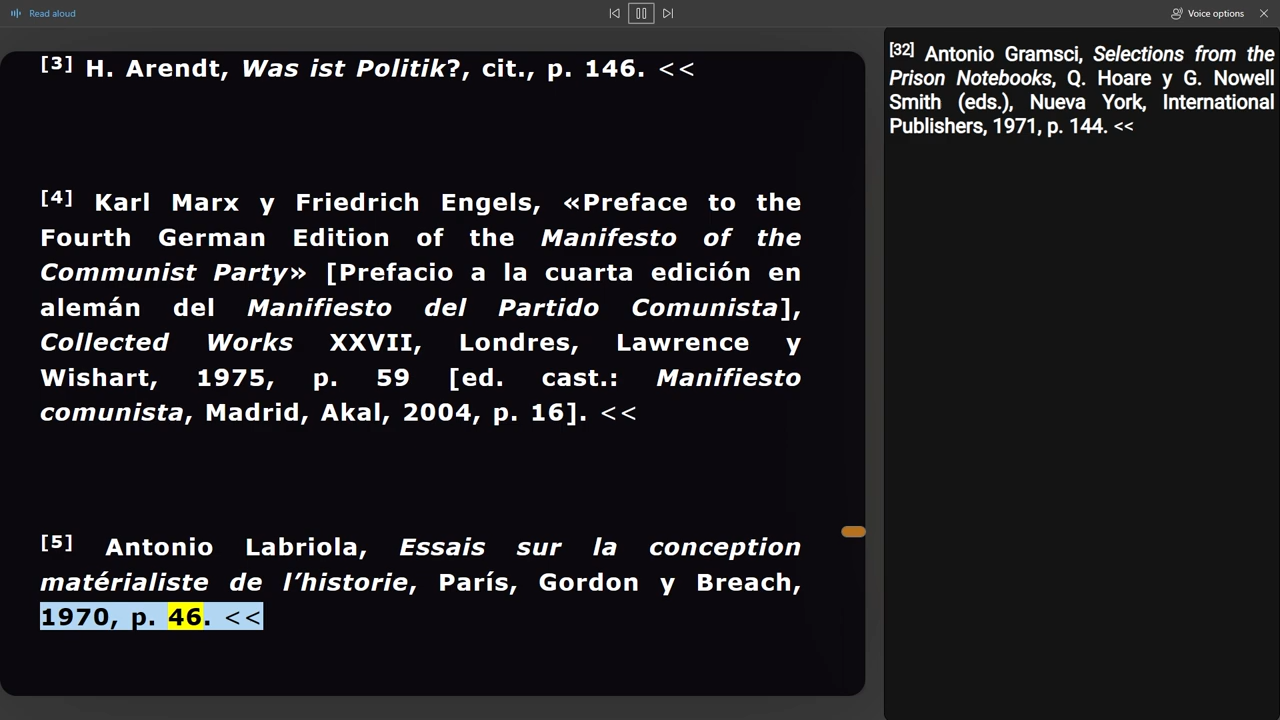 Read aloud
Voice options
[3] H. Arendt, Was ist Politik?, cit., p. 146. <<
[4] Karl Marx y Friedrich Engels, «Preface to the
Fourth German Edition of the Manifesto of the
Communist Party» [Prefacio a la cuarta edición en
alemán del Manifiesto del Partido Comunista],
Collected Works XXVII, Londres, Lawrence y
Wishart, 1975, p. 59 [ed. cast.: Manifiesto
comunista, Madrid, Akal, 2004, p. 16]. <<
[5] Antonio Labriola, Essais sur la conception
matérialiste de l’historie, París, Gordon y Breach,
1970, p. 46. <<
[32] Antonio Gramsci, Selections from the
Prison Notebooks, Q. Hoare y G. Nowell
Smith (eds.), Nueva York, International
Publishers, 1971, p. 144. <<